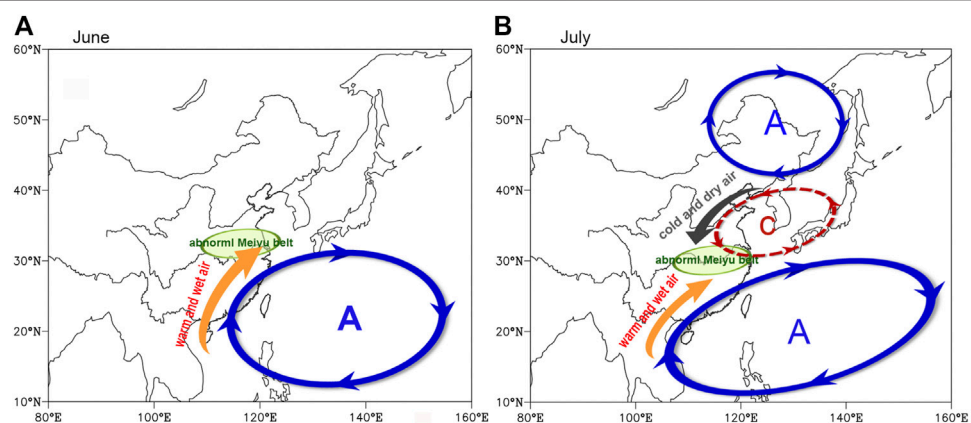 A
June
60°N
50°N
40°N
30°N
20°N
10°N
80°E
100°E
120°E
140°E
160°E
abnorml Meiyu belt
warm and wet air
A
B
July
60°N
50°N
40°N
30°N
20°N
10°N
80°E
100°E
120°E
140°E
160°E
A
cold and dry air
C
abnorml Meiyu belt
warm and wet air
A